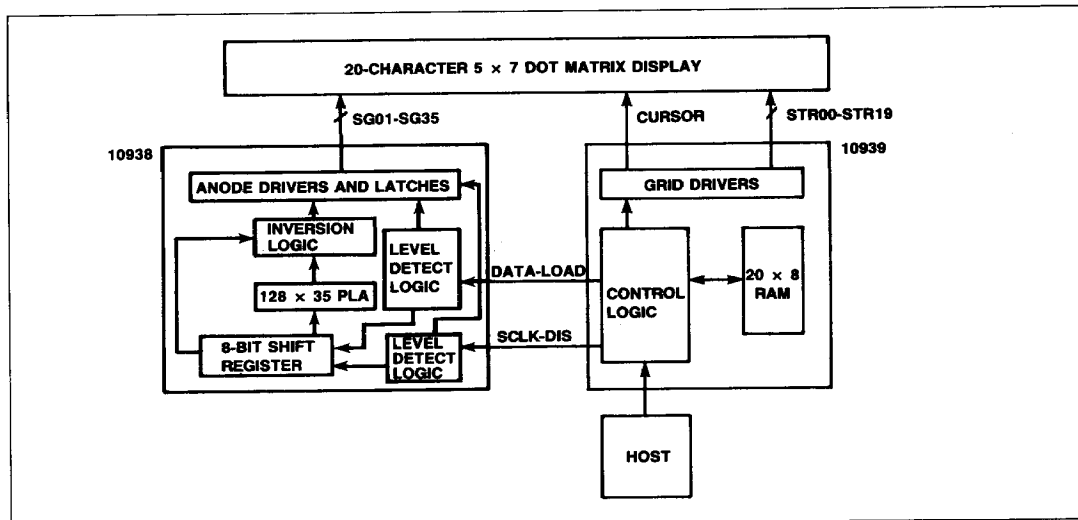 20-CHARACTER 5 × 7 DOT MATRIX DISPLAY
SG01-SG35
CURSOR
STR00-STR19
10938
10939
ANODE DRIVERS AND LATCHES
GRID DRIVERS
INVERSION
LOGIC
LEVEL
DETECT
LOGIC
DATA-LOAD
CONTROL
LOGIC
20 × 8
RAM
128 × 35 PLA
8-BIT SHIFT
REGISTER
LEVEL
DETECT
LOGIC
SCLK-DIS
HOST